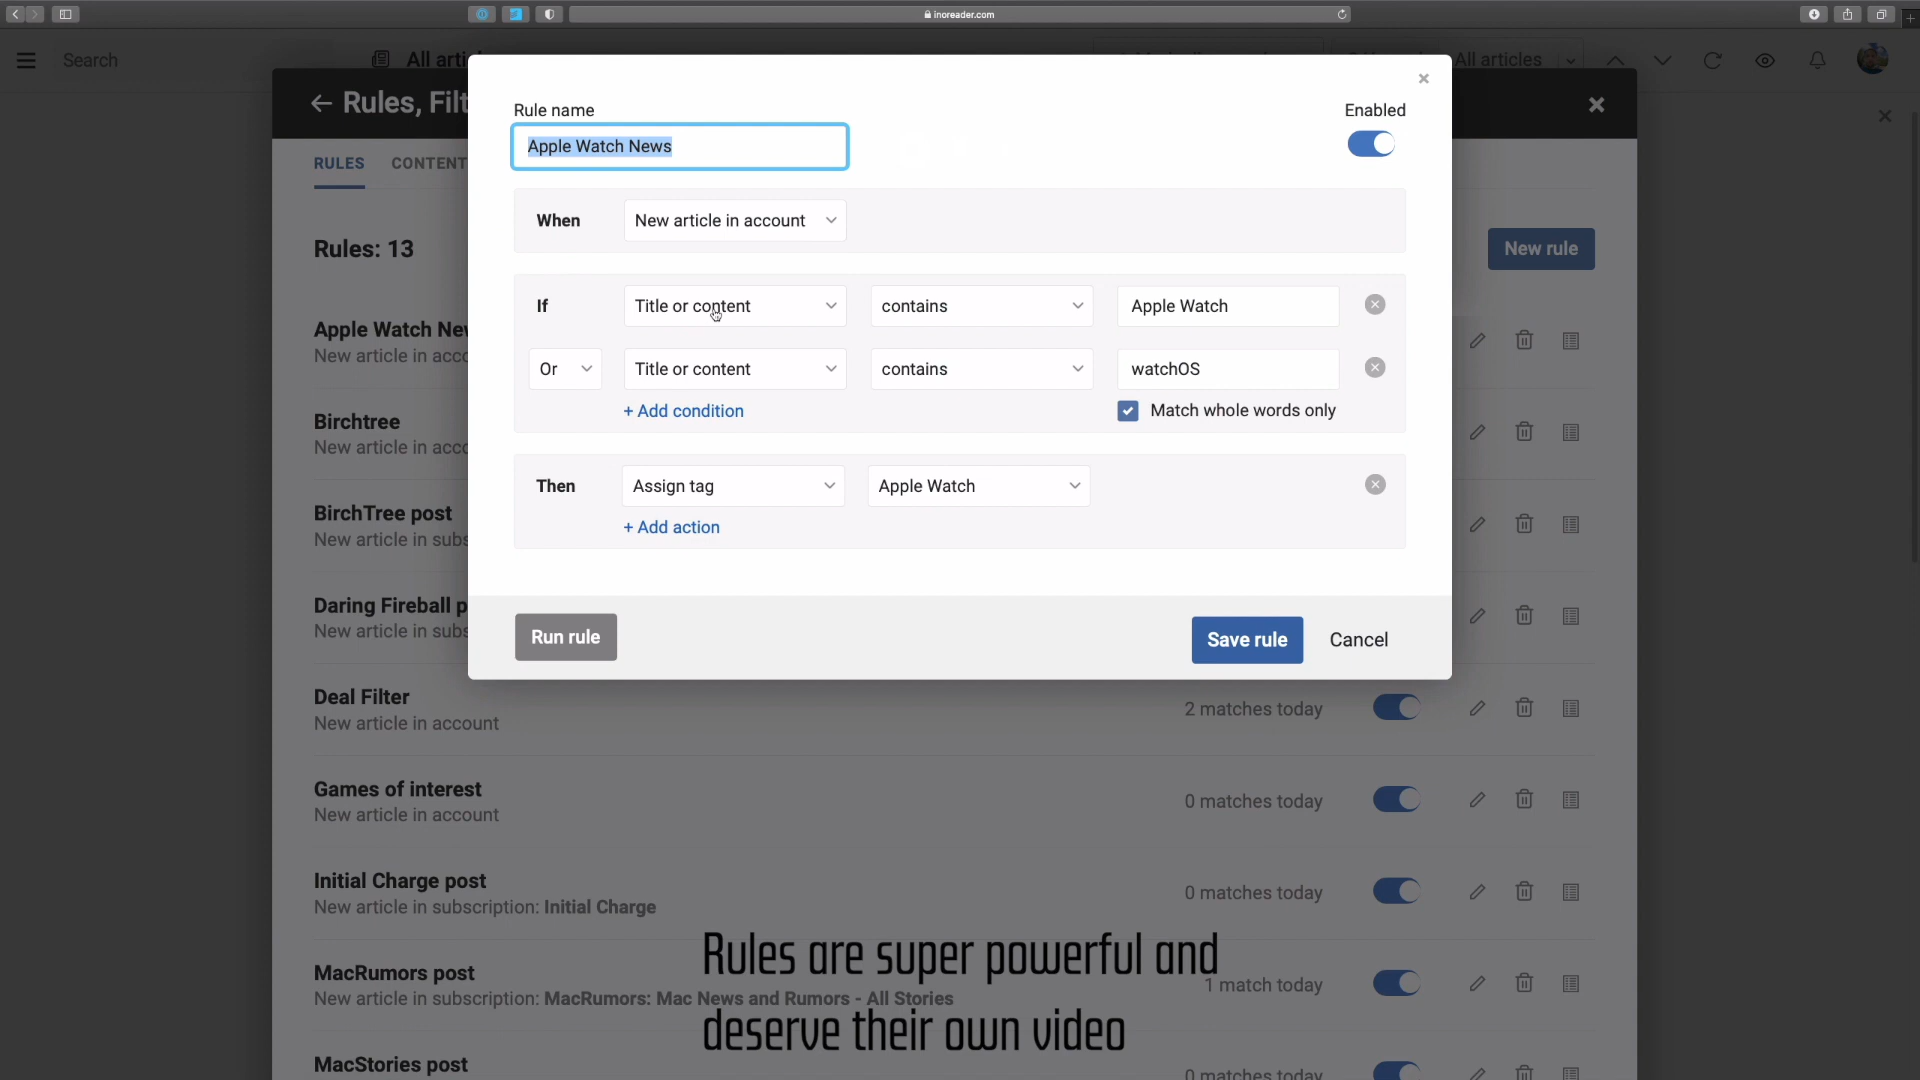 inoreader.com
Search
All arti
All articles
Rules, Filt
RULES CONTENT
Rules: 13
New rule
Rule name
Enabled
Apple Watch News
When New article in account
If Title or content contains Apple Watch
Or Title or content contains watchOS
+ Add condition
Match whole words only
Then Assign tag Apple Watch
+ Add action
Run rule
Save rule Cancel
Apple Watch Nev
New article in acco
Birchtree
New article in acco
BirchTree post
New article in subs
Daring Fireball p
New article in subs
Deal Filter
New article in account
2 matches today
Games of interest
New article in account
0 matches today
Initial Charge post
New article in subscription: Initial Charge
0 matches today
MacRumors post
New article in subscription: MacRumors: Mac News and Rumors - All Stories
1 match today
MacStories post
0 matches today
Rules are super powerful and
deserve their own video